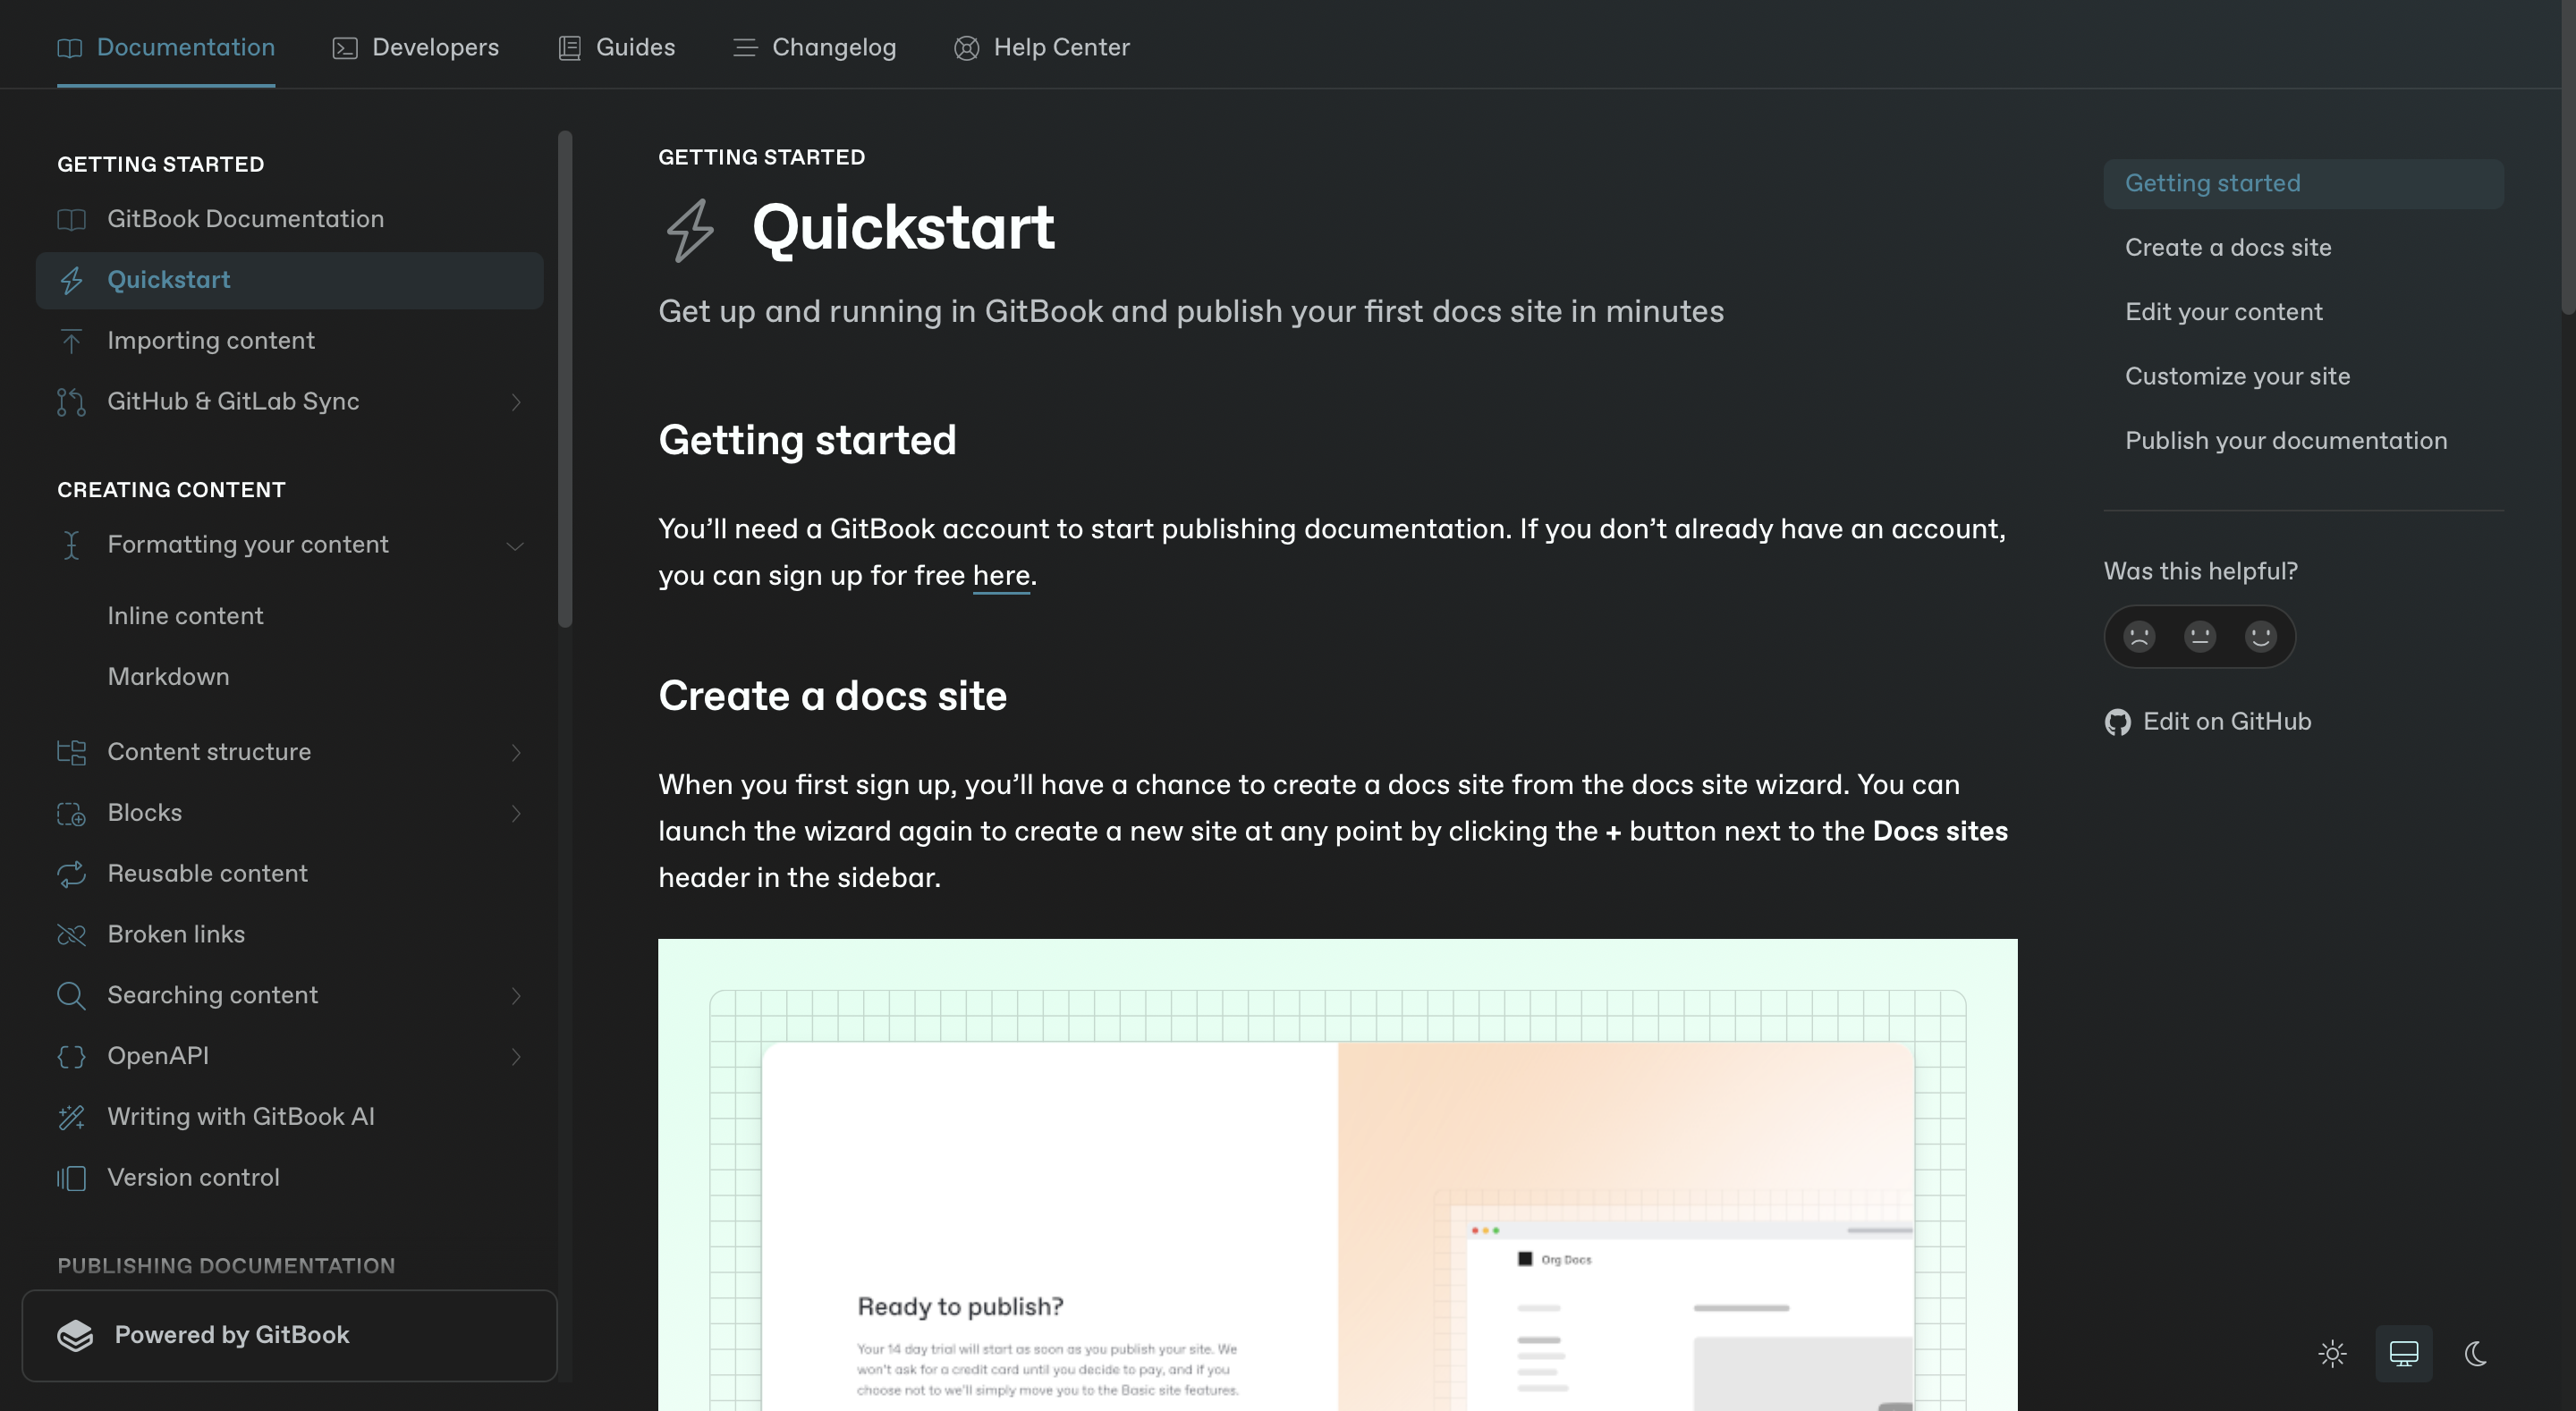 Documentation
Developers
Guides
Changelog
Help Center
GETTING STARTED
GitBook Documentation
Quickstart
Importing content
GitHub & GitLab Sync
CREATING CONTENT
Formatting your content
Inline content
Markdown
Content structure
Blocks
Reusable content
Broken links
Searching content
OpenAPI
Writing with GitBook AI
Version control
PUBLISHING DOCUMENTATION
Powered by GitBook
GETTING STARTED
Quickstart
Get up and running in GitBook and publish your first docs site in minutes
Getting started
You’ll need a GitBook account to start publishing documentation. If you don’t already have an account,
you can sign up for free here.
Create a docs site
When you first sign up, you’ll have a chance to create a docs site from the docs site wizard. You can
launch the wizard again to create a new site at any point by clicking the + button next to the Docs sites
header in the sidebar.
Ready to publish?
Your 14 day trial will start as soon as you publish your site. We
won't ask for a credit card until you decide to pay, and if you
choose not to we'll simply move you to the Basic site features.
Org Docs
Getting started
Create a docs site
Edit your content
Customize your site
Publish your documentation
Was this helpful?
Edit on GitHub